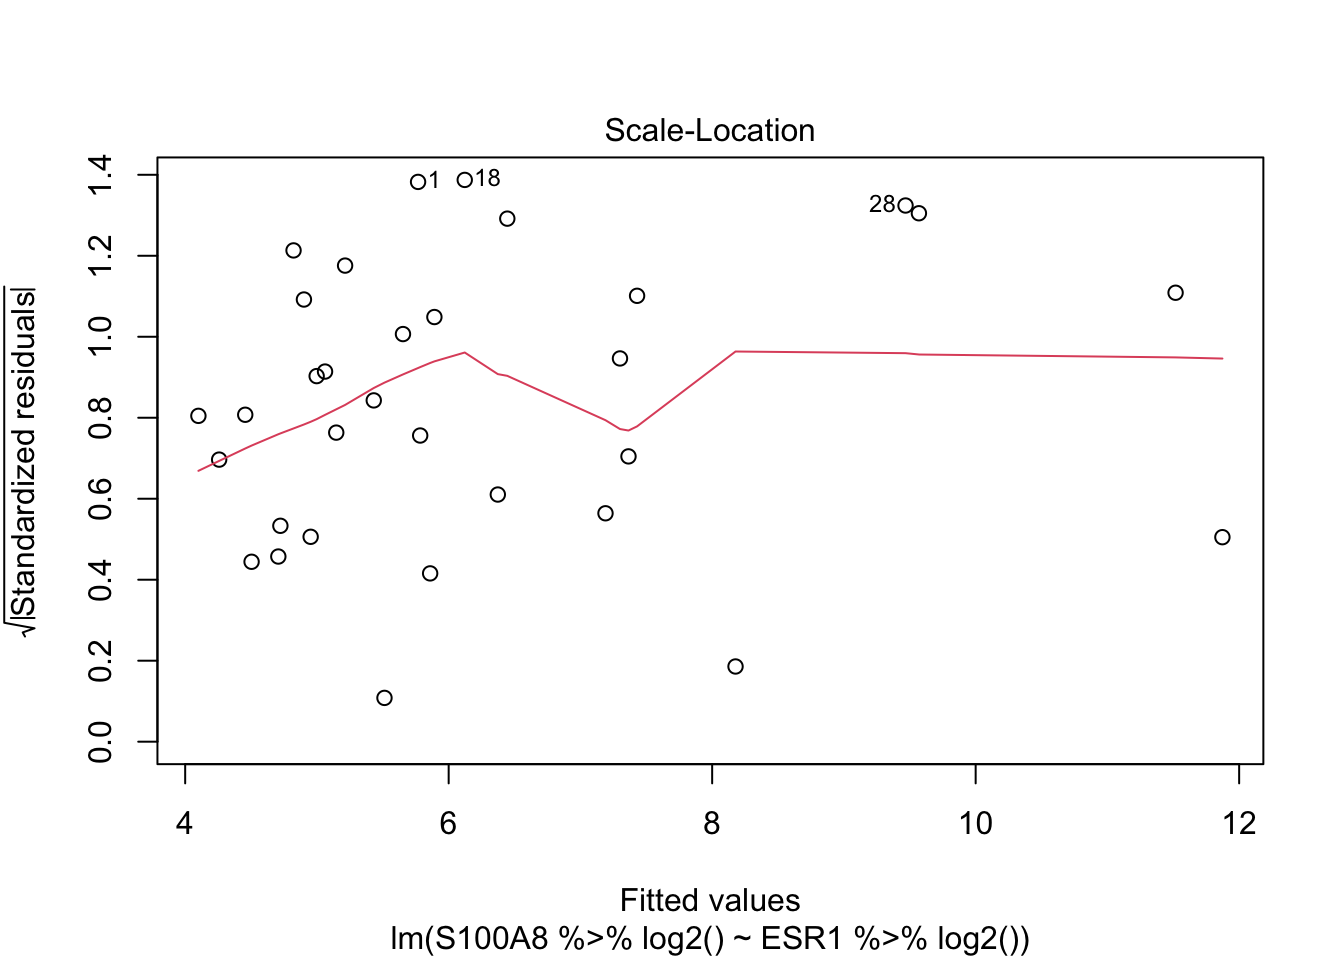 Scale-Location
√|Standardized residuals|
1.4
1.2
1.0
0.8
0.6
0.4
0.2
0.0
1
18
28
4 6 8 10 12
Fitted values
lm(S100A8 %>% log2() ~ ESR1 %>% log2())